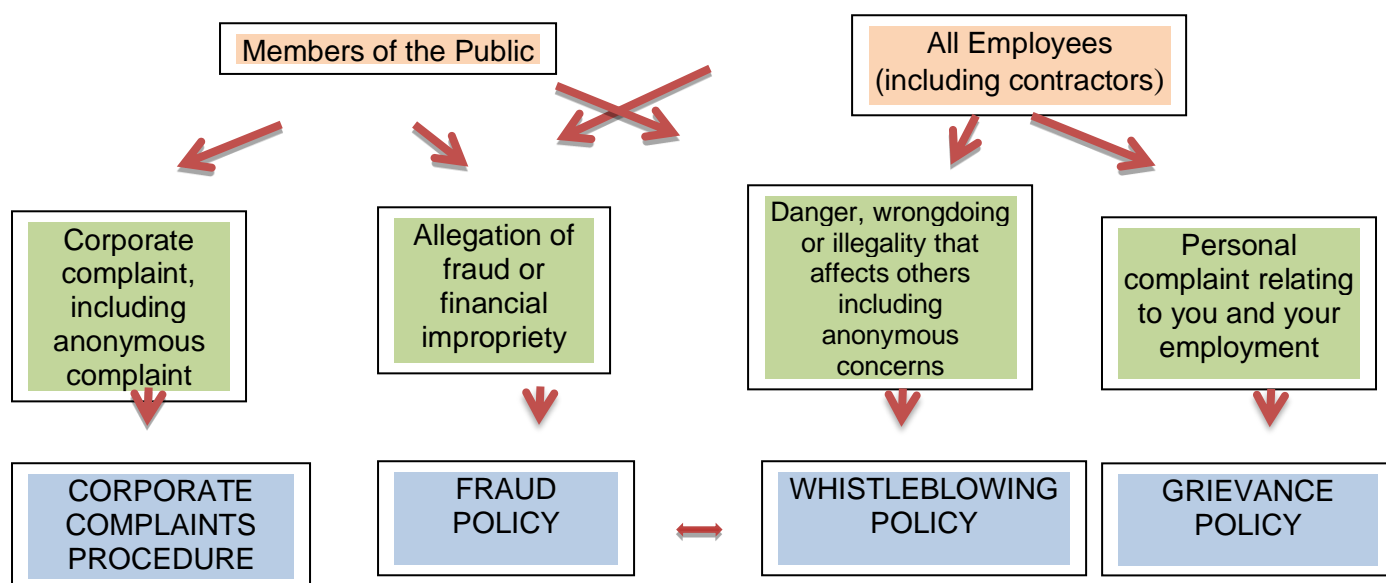 Members of the Public
All Employees
(including contractors)
Corporate
complaint,
including
anonymous
complaint
Allegation of
fraud or
financial
impropriety
Danger, wrongdoing
or illegality that
affects others
including
anonymous
concerns
Personal
complaint relating
to you and your
employment
CORPORATE
COMPLAINTS
PROCEDURE
FRAUD
POLICY
WHISTLEBLOWING
POLICY
GRIEVANCE
POLICY